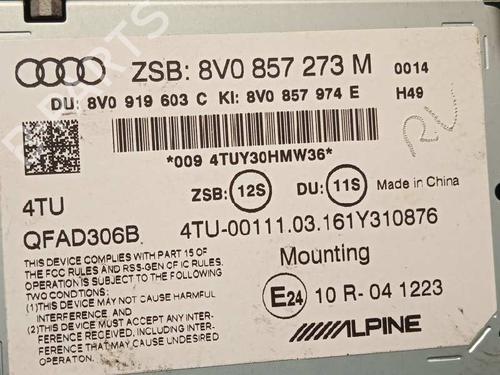 ZSB: 8V0 857 273 M 0014
DU: 8V0 919 603 C KI: 8V0 857 974 E H49
*009 4TUY30HMW36*
ZSB: 12S DU: 11S Made in China
4TU
QFAD306B 4TU-00111.03.161Y310876
THIS DEVICE COMPLIES WITH PART 15 OF
THE FCC RULES AND RSS-GEN OF IC RULES.
OPERATION IS SUBJECT TO THE FOLLOWING
TWO CONDITIONS:
(1)THIS DEVICE MAY NOT CAUSE HARMFUL
INTERFERENCE AND
(2)THIS DEVICE MUST ACCEPT ANY INTER-
FERENCE RECEIVED, INCLUDING
INTERFERENCE THAT MAY CAUSE UNDESIRED
OPERATION.
Mounting
E24 10 R-04 1223
ALPINE